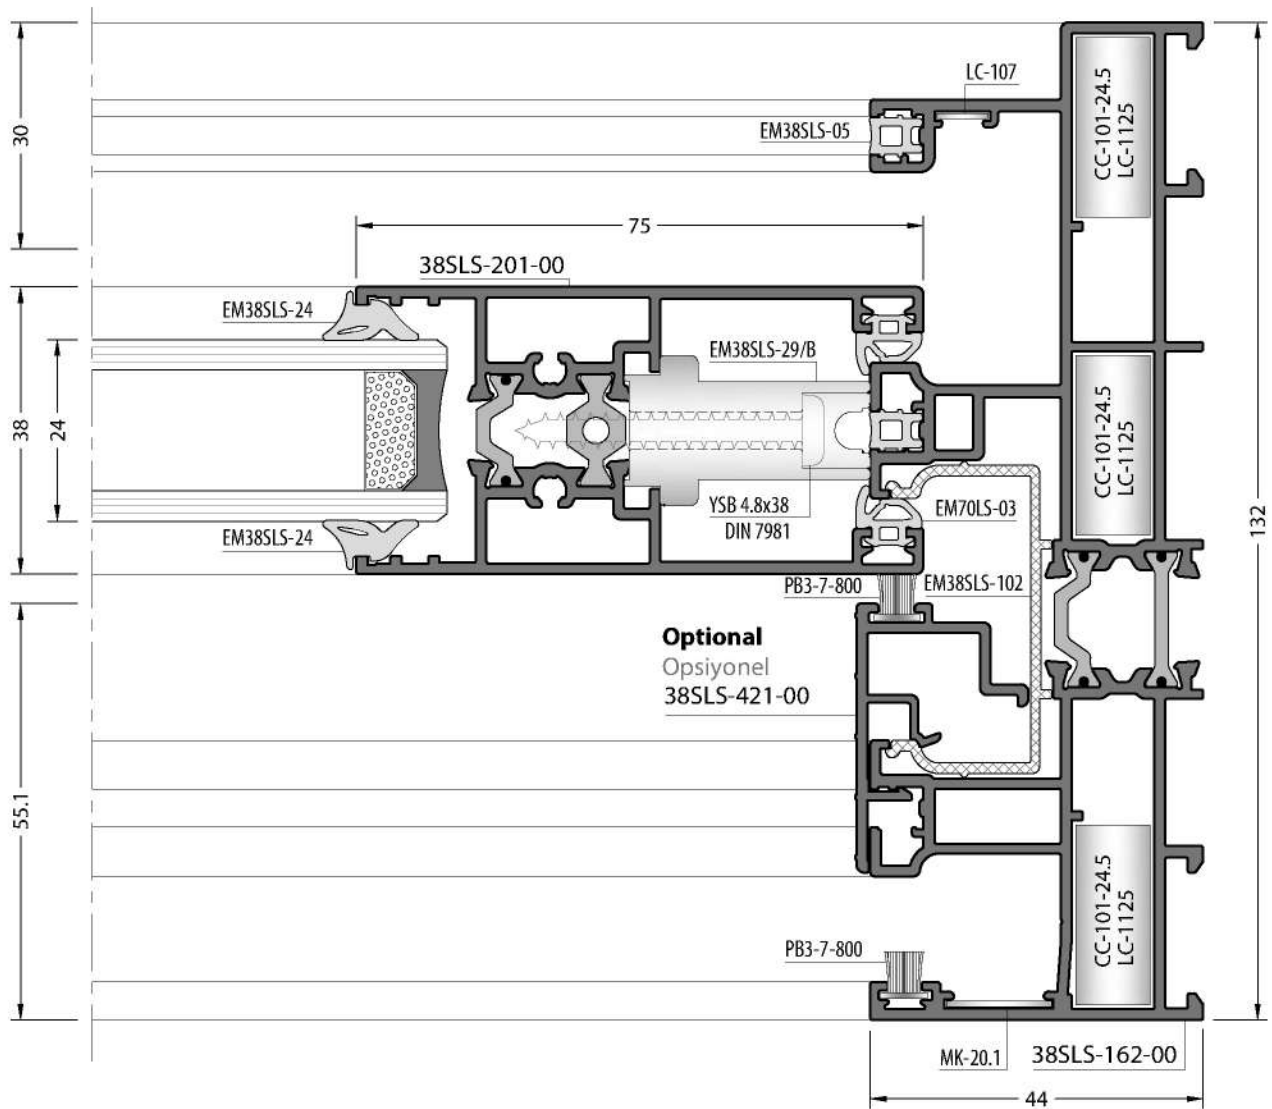 LC-107
30
EM38SLS-05
CC-101-24.5
LC-1125
75
38SLS-201-00
EM38SLS-24
EM38SLS-29/B
38
24
CC-101-24.5
LC-1125
YSB 4.8x38
DIN 7981
EM70LS-03
132
EM38SLS-24
PB3-7-800
EM38SLS-102
Optional
Opsiyonel
38SLS-421-00
55.1
CC-101-24.5
LC-1125
PB3-7-800
MK-20.1
38SLS-162-00
44